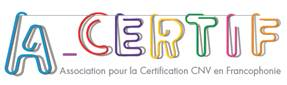 A_CERTIF
Association pour la Certification CNV en Francophonie